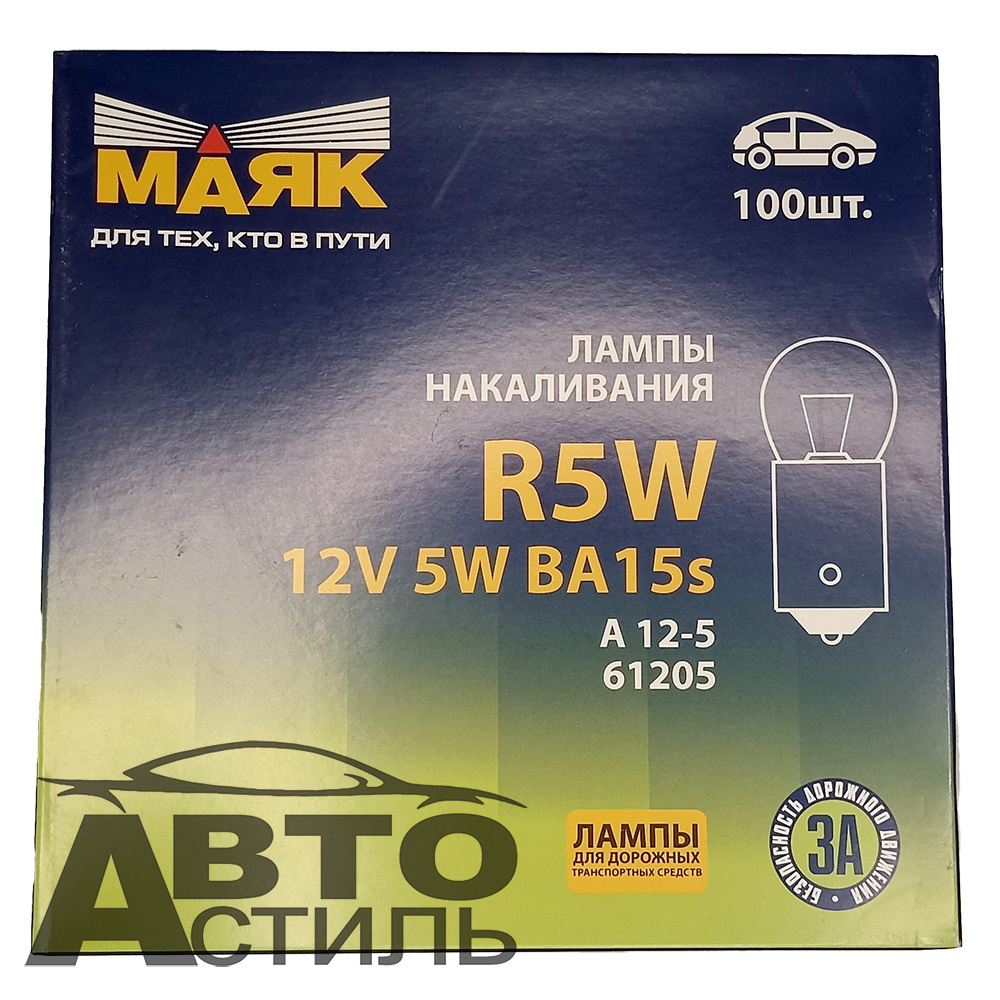 МАЯК
ДЛЯ ТЕХ, КТО В ПУТИ
100шт.
ЛАМПЫ
НАКАЛИВАНИЯ
R5W
12V 5W BA15s
А 12-5
61205
ЛАМПЫ
ДЛЯ ДОРОЖНЫХ
ТРАНСПОРТНЫХ СРЕДСТВ
ЗА
БЕЗОПАСНОСТЬ ДОРОЖНОГО ДВИЖЕНИЯ
АВТО
СТИЛЬ